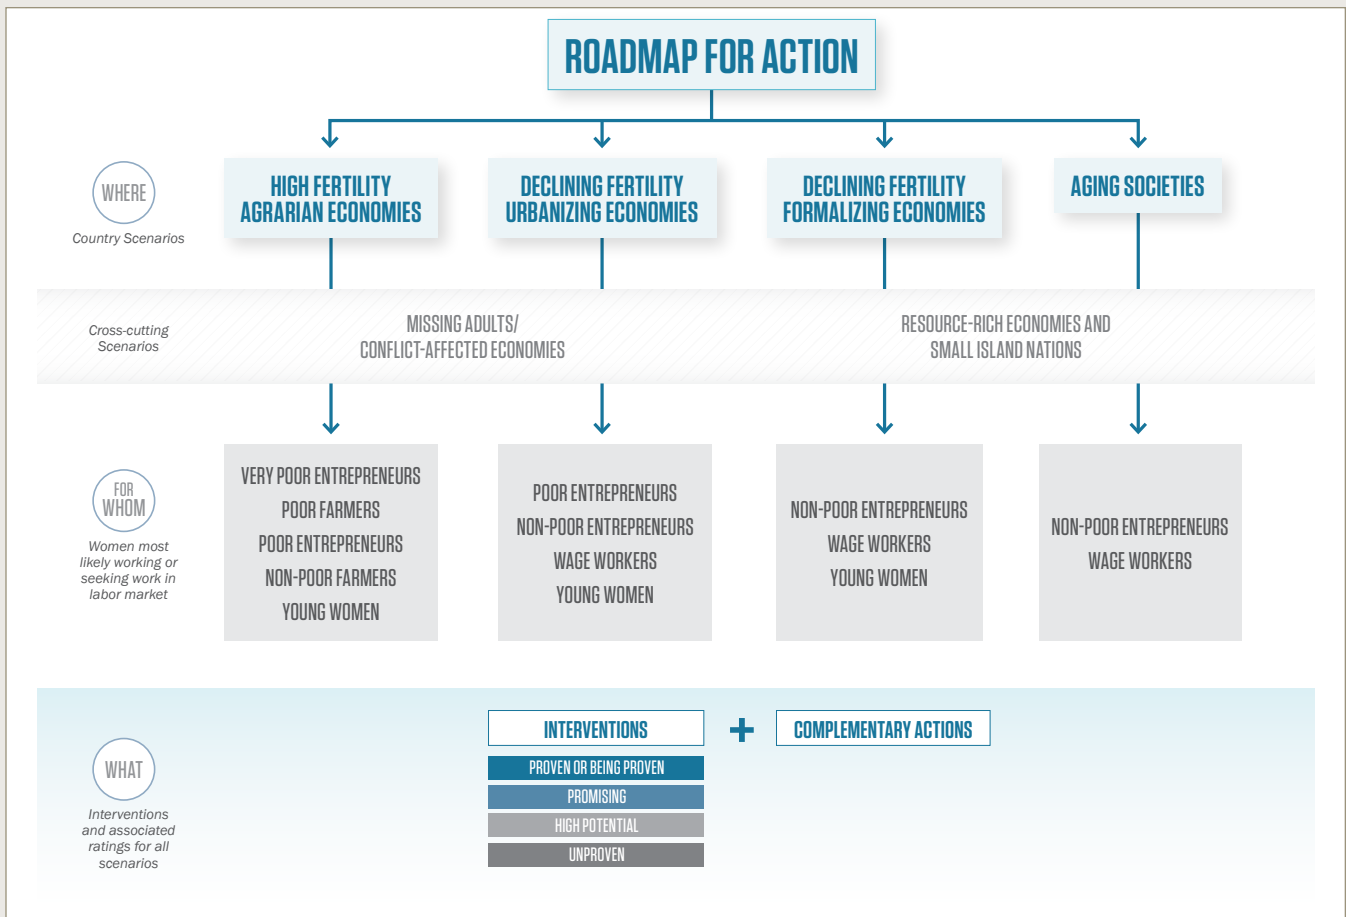 ROADMAP FOR ACTION
WHERE
Country Scenarios
HIGH FERTILITY
AGRARIAN ECONOMIES
DECLINING FERTILITY
URBANIZING ECONOMIES
DECLINING FERTILITY
FORMALIZING ECONOMIES
AGING SOCIETIES
Cross-cutting
Scenarios
MISSING ADULTS/
CONFLICT-AFFECTED ECONOMIES
RESOURCE-RICH ECONOMIES AND
SMALL ISLAND NATIONS
FOR
WHOM
Women most
likely working or
seeking work in
labor market
VERY POOR ENTREPRENEURS
POOR FARMERS
POOR ENTREPRENEURS
NON-POOR FARMERS
YOUNG WOMEN
POOR ENTREPRENEURS
NON-POOR ENTREPRENEURS
WAGE WORKERS
YOUNG WOMEN
NON-POOR ENTREPRENEURS
WAGE WORKERS
YOUNG WOMEN
NON-POOR ENTREPRENEURS
WAGE WORKERS
WHAT
Interventions
and associated
ratings for all
scenarios
INTERVENTIONS
+
COMPLEMENTARY ACTIONS
PROVEN OR BEING PROVEN
PROMISING
HIGH POTENTIAL
UNPROVEN